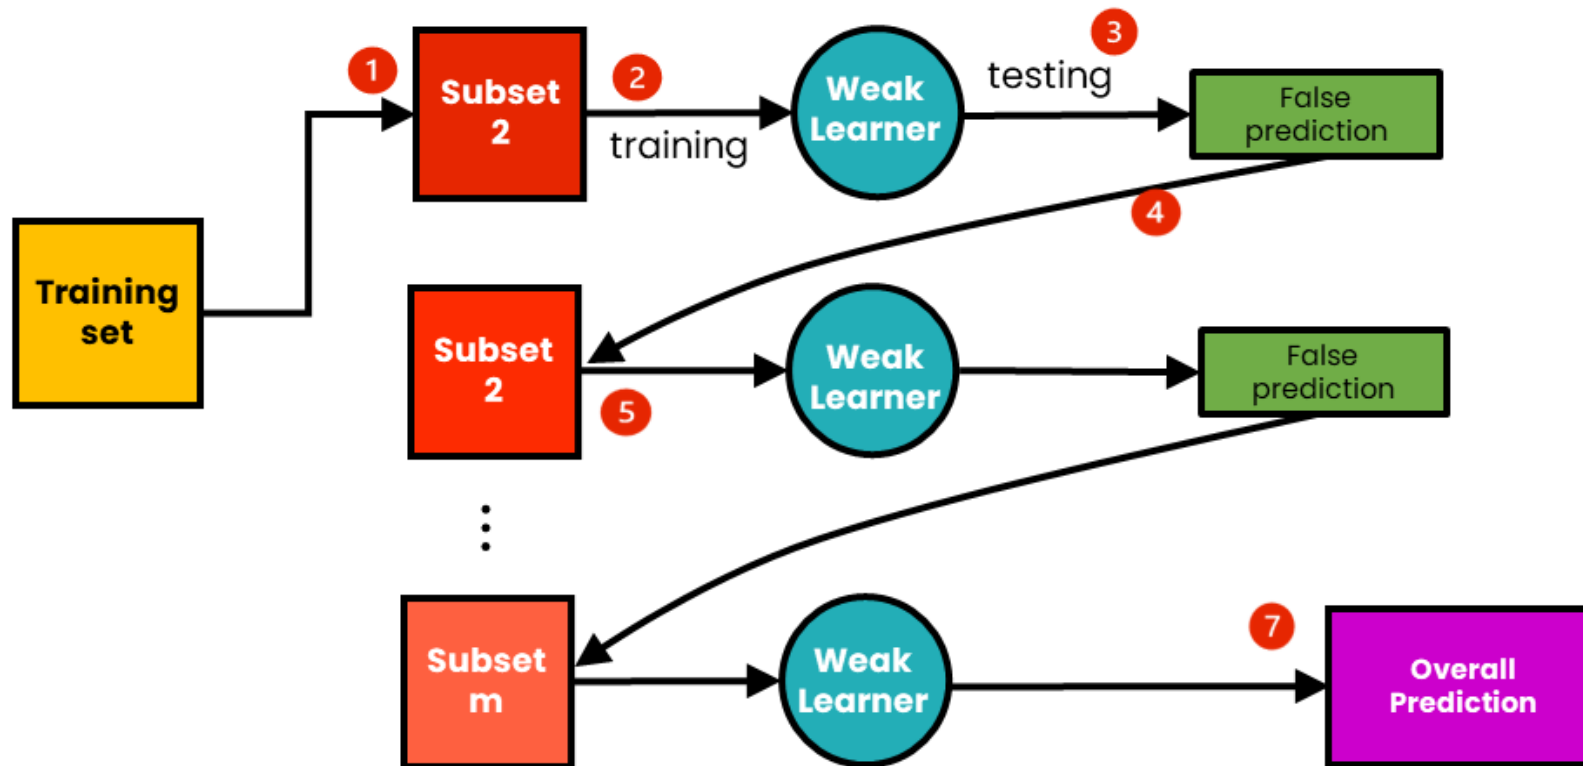 1
Subset
2
2
training
Weak
Learner
3
testing
False
prediction
4
Training
set
Subset
2
5
Weak
Learner
False
prediction
Subset
m
Weak
Learner
7
Overall
Prediction